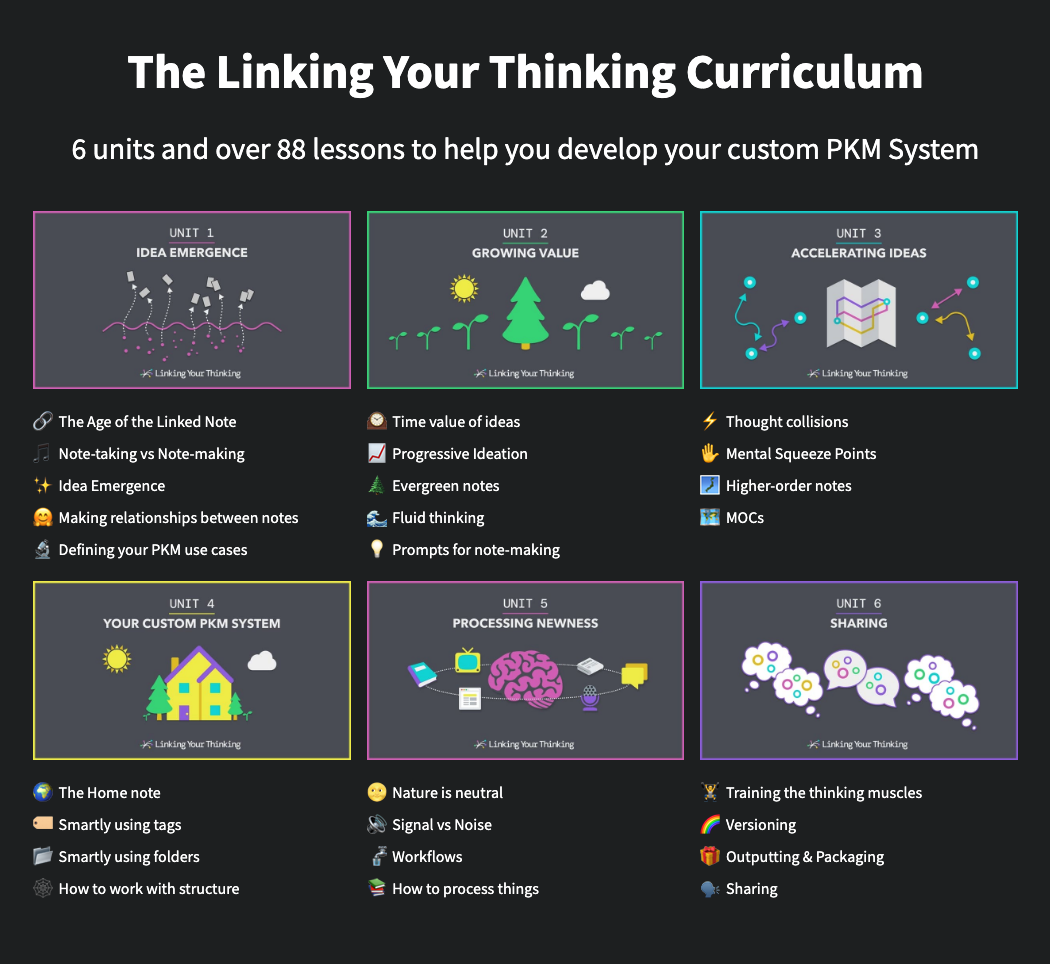 The Linking Your Thinking Curriculum
6 units and over 88 lessons to help you develop your custom PKM System
UNIT 1
IDEA EMERGENCE
Linking Your Thinking
The Age of the Linked Note
Note-taking vs Note-making
Idea Emergence
Making relationships between notes
Defining your PKM use cases
UNIT 2
GROWING VALUE
Linking Your Thinking
Time value of ideas
Progressive Ideation
Evergreen notes
Fluid thinking
Prompts for note-making
UNIT 3
ACCELERATING IDEAS
Linking Your Thinking
Thought collisions
Mental Squeeze Points
Higher-order notes
MOCs
UNIT 4
YOUR CUSTOM PKM SYSTEM
Linking Your Thinking
The Home note
Smartly using tags
Smartly using folders
How to work with structure
UNIT 5
PROCESSING NEWNESS
Linking Your Thinking
Nature is neutral
Signal vs Noise
Workflows
How to process things
UNIT 6
SHARING
Linking Your Thinking
Training the thinking muscles
Versioning
Outputting & Packaging
Sharing